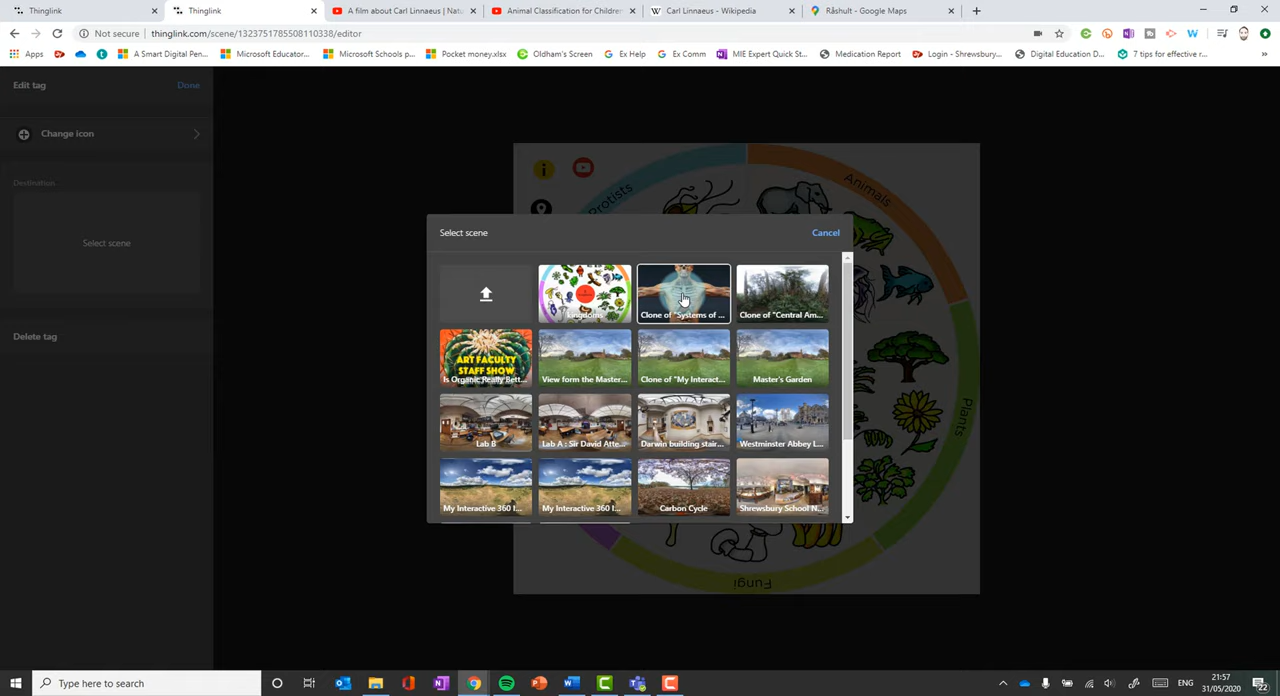 Thinglink
Thinglink
A film about Carl Linnaeus | Natu
Animal Classification for Children
Carl Linnaeus - Wikipedia
Råshult - Google Maps
Not secure | thinglink.com/scene/1323751785508110338/editor
Apps
A Smart Digital Pen...
Microsoft Educator...
Microsoft Schools p...
Pocket money.xlsx
Oldham's Screen
Ex Help
Ex Comm
MIE Expert Quick St...
Medication Report
Login - Shrewsbury...
Digital Education D...
7 tips for effective r...
Edit tag
Done
Change icon
Destination
Select scene
Delete tag
Protists
Animals
Plants
Fungi
Select scene
Cancel
kingdoms
Clone of "Systems of ...
Clone of "Central Am...
ART FACULTY
STAFF SHOW
Is Organic Really Bett...
View form the Master...
Clone of "My Interact...
Master's Garden
Lab B
Lab A : Sir David Atte...
Darwin building stair...
Westminster Abbey L...
My Interactive 360 I...
My Interactive 360 I...
Carbon Cycle
Shrewsbury School N...
Type here to search
ENG
21:57
31/05/2020
22